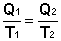 Q₁/T₁ = Q₂/T₂